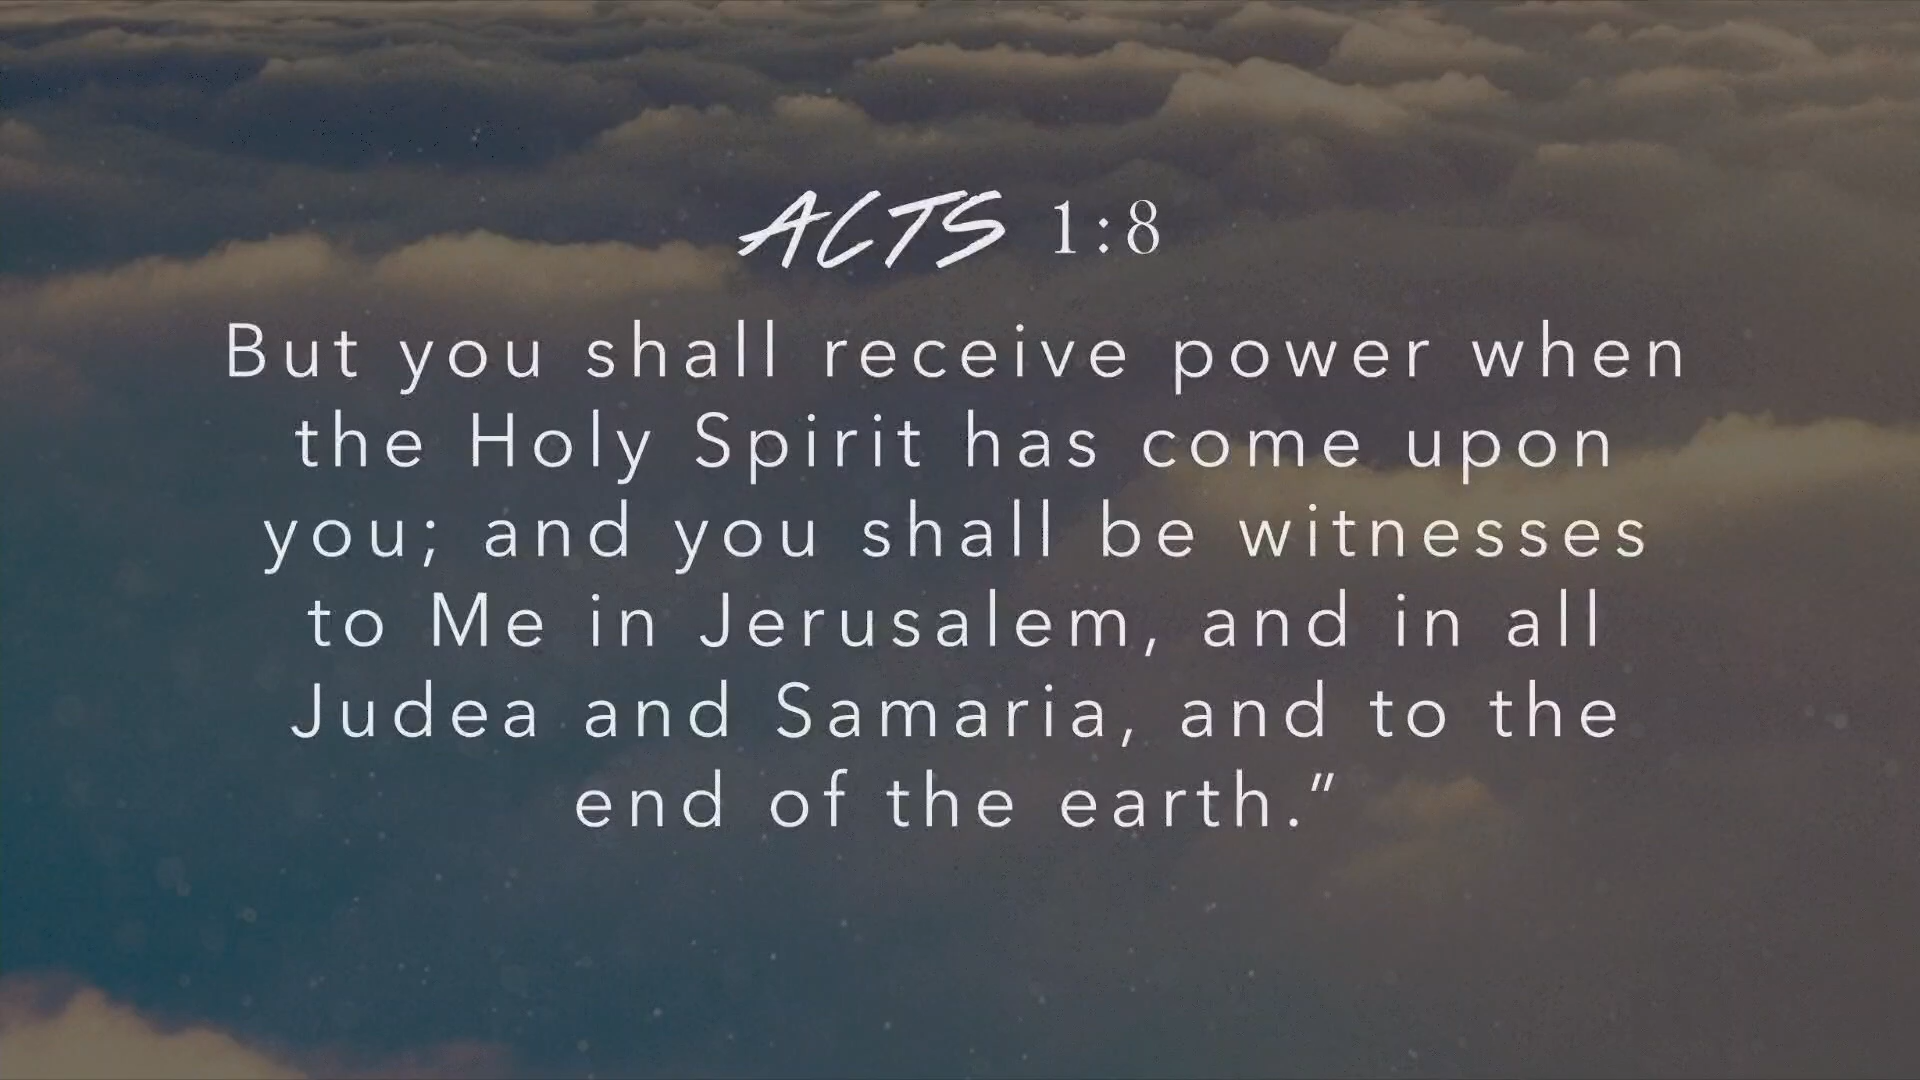 ACTS 1:8
But you shall receive power when
the Holy Spirit has come upon
you; and you shall be witnesses
to Me in Jerusalem, and in all
Judea and Samaria, and to the
end of the earth.”